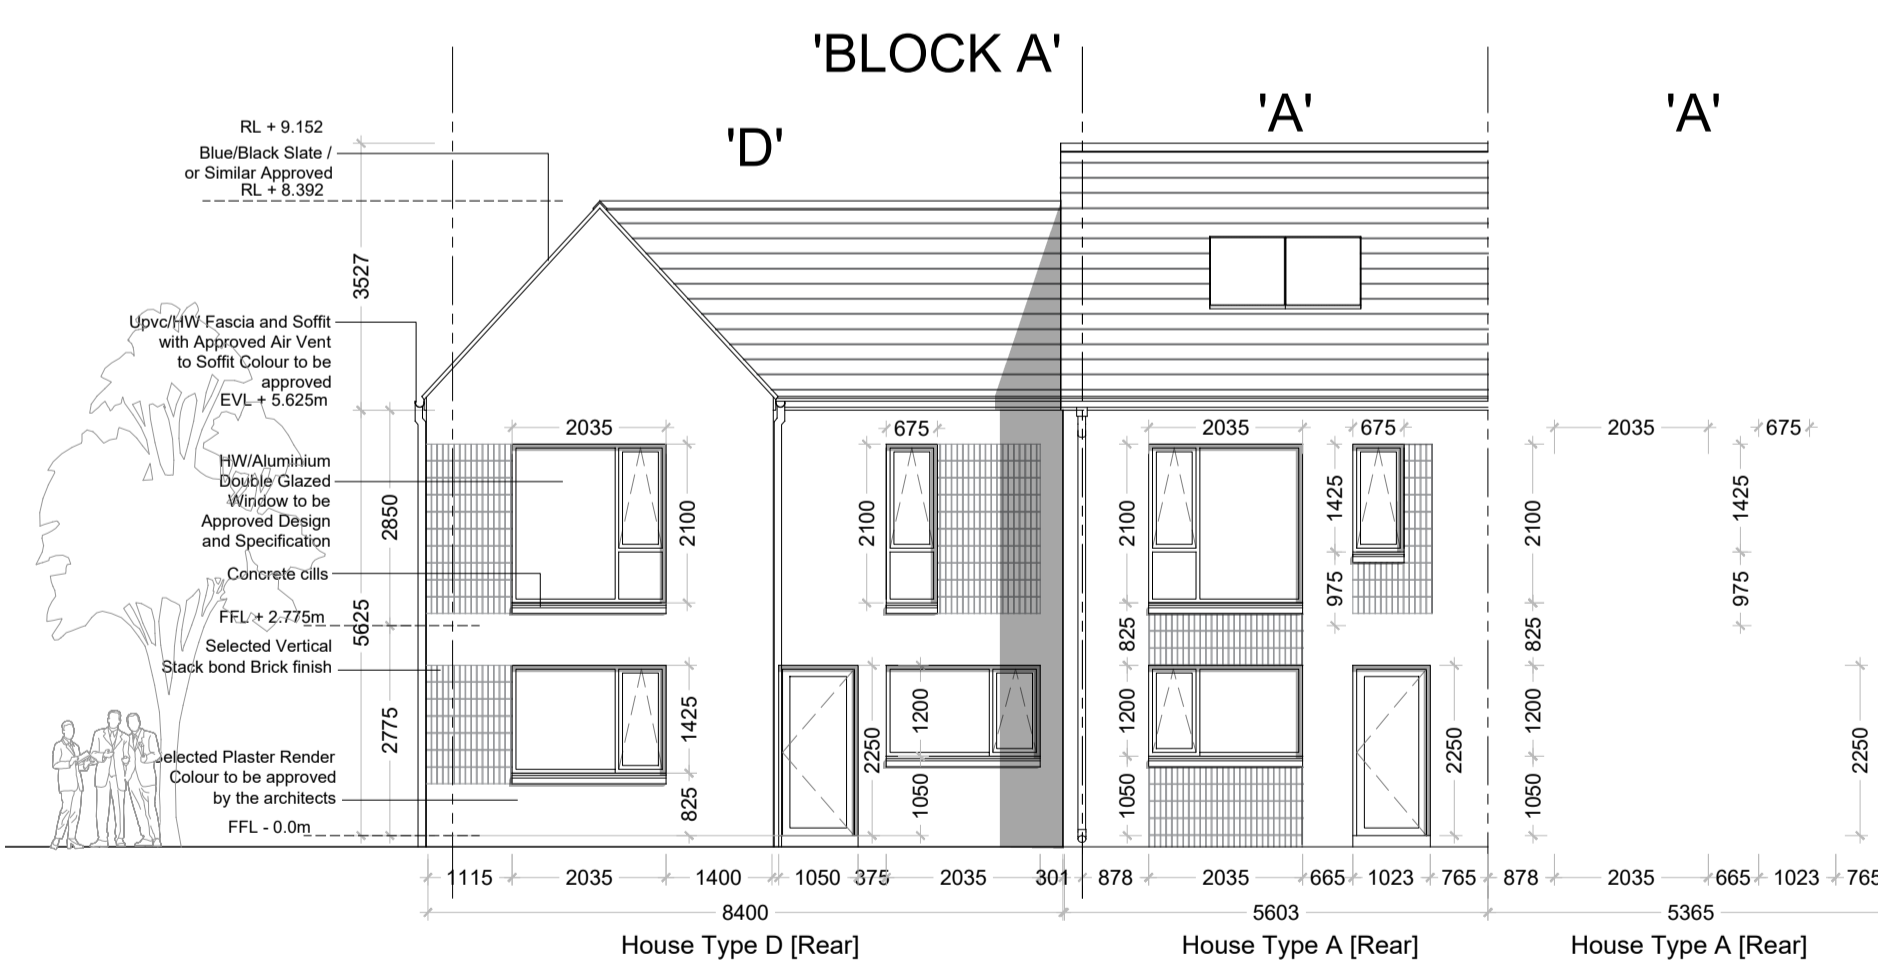 'BLOCK A'
'D'
'A'
'A'
RL + 9.152
Blue/Black Slate /
or Similar Approved
RL + 8.392
3527
Upvc/HW Fascia and Soffit
with Approved Air Vent
to Soffit Colour to be
approved
EVL + 5.625m
HW/Aluminium
Double Glazed
Window to be
Approved Design
and Specification
Concrete cills
FFL + 2.775m
Selected Vertical
Stack bond Brick finish
Selected Plaster Render
Colour to be approved
by the architects
FFL - 0.0m
2850
5625
2775
2035
2100
1425
825
675
2100
2250
1200
1050
2035
675
2100
825
1200
1050
1425
975
2250
2035
675
2100
825
1200
1050
1425
975
2250
1115 2035 1400 1050 375 2035 301 878 2035 665 1023 765 878 2035 665 1023 765
8400 5603 5365
House Type D [Rear] House Type A [Rear] House Type A [Rear]